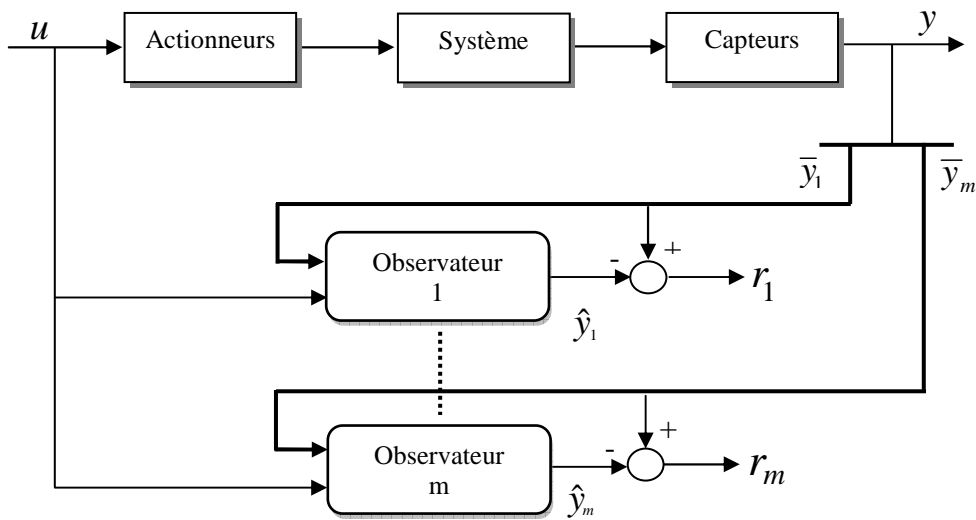 u
Actionneurs
Système
Capteurs
y
ȳ₁
ȳₘ
Observateur
1
-
+
r₁
ŷ₁
Observateur
m
-
+
rₘ
ŷₘ